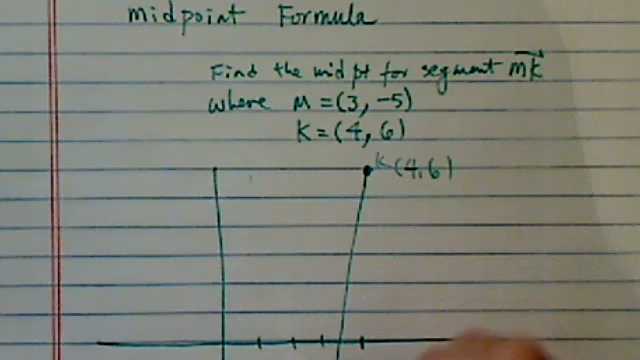 midpoint Formula
Find the mid pt for segment MK
where M = (3, -5)
K = (4, 6)
K (4, 6)